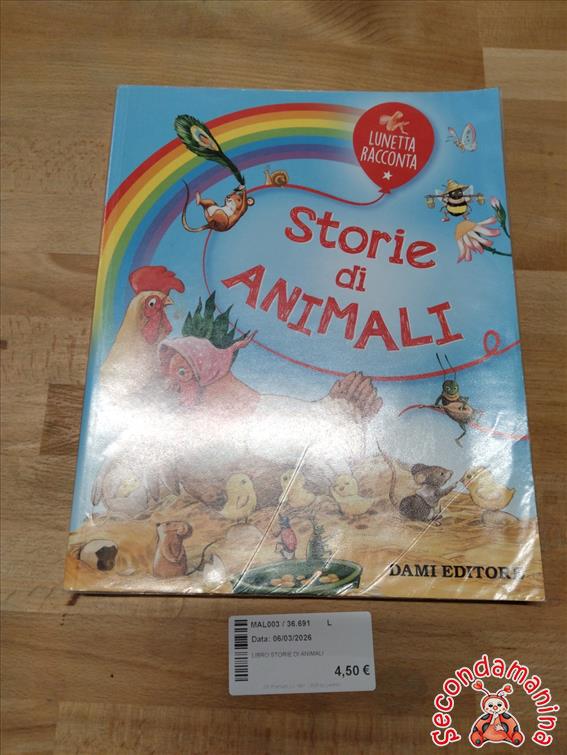 LUNETTA
RACCONTA
Storie
di
ANIMALI
DAMI EDITORE
MAL003 / 36.691 L
Data: 06/03/2026
LIBRO STORIE DI ANIMALI
4,50 €
Secondamanina